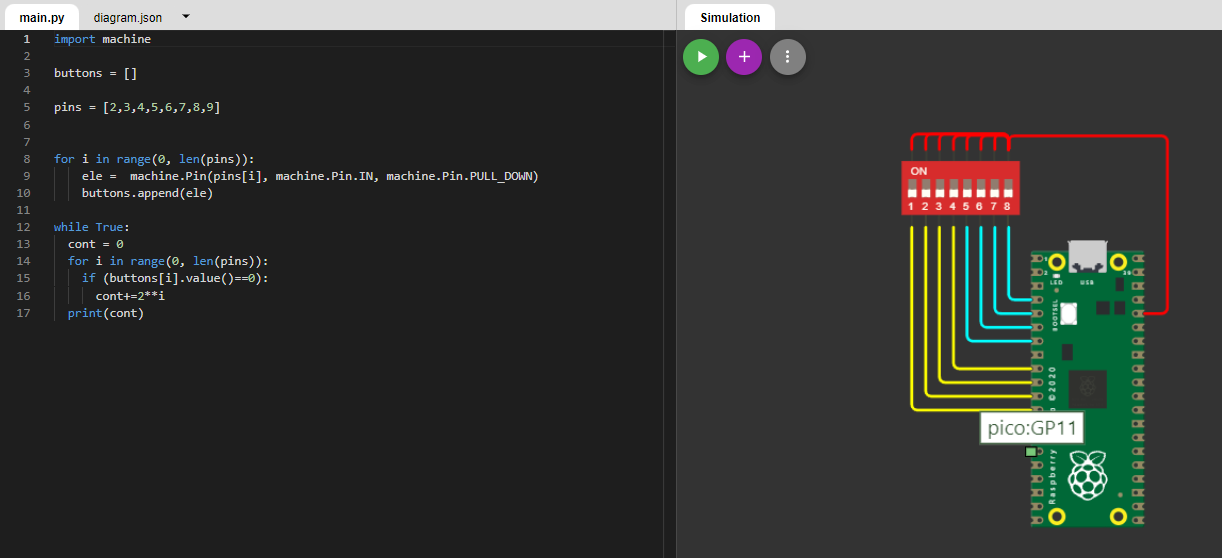 main.py diagram.json
Simulation
1 import machine
2
3 buttons = []
4
5 pins = [2,3,4,5,6,7,8,9]
6
7
8 for i in range(0, len(pins)):
9 ele =  machine.Pin(pins[i], machine.Pin.IN, machine.Pin.PULL_DOWN)
10 buttons.append(ele)
11
12 while True:
13 cont = 0
14 for i in range(0, len(pins)):
15 if (buttons[i].value()==0):
16 cont+=2**i
17 print(cont)
ON
1 2 3 4 5 6 7 8
1
2
39
LED
USB
BOOTSEL
© 2020
pico:GP11
Raspberry